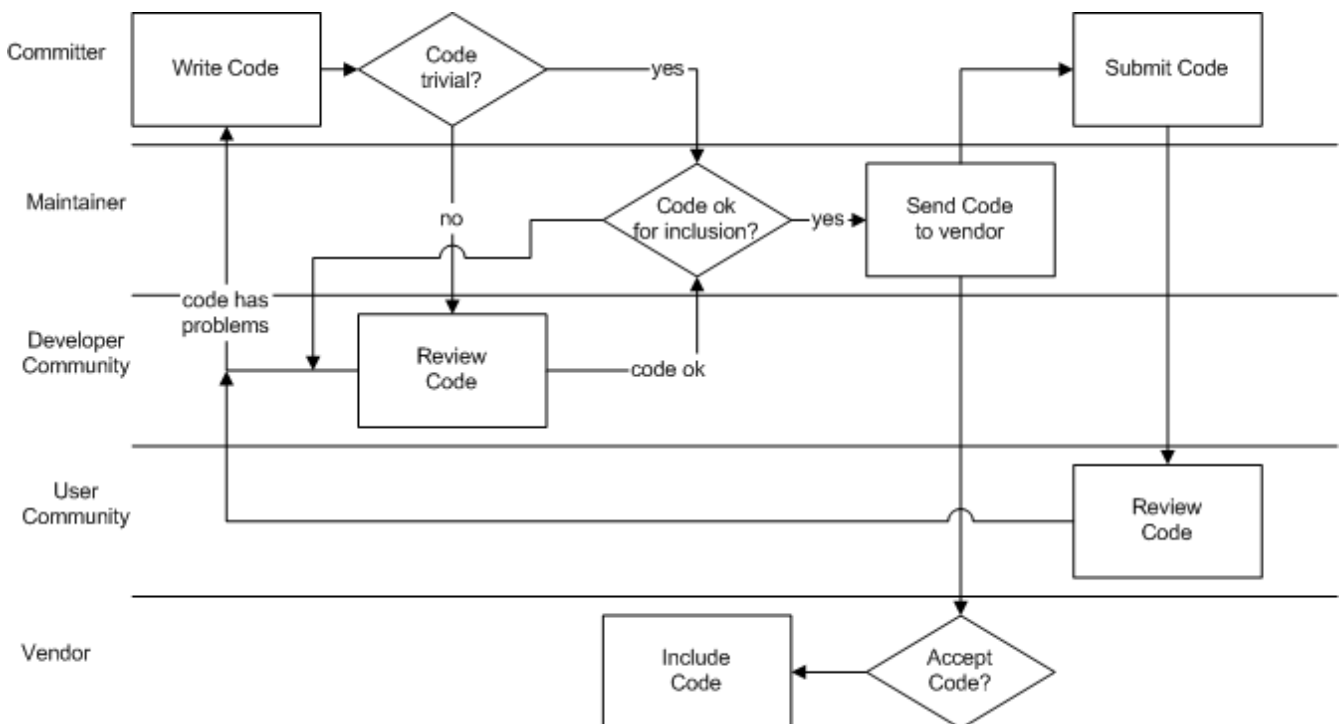 Committer
Write Code
Code
trivial?
yes
Submit Code
Maintainer
no
Code ok
for inclusion?
yes
Send Code
to vendor
code has
problems
Developer
Community
Review
Code
code ok
User
Community
Review
Code
Vendor
Include
Code
Accept
Code?